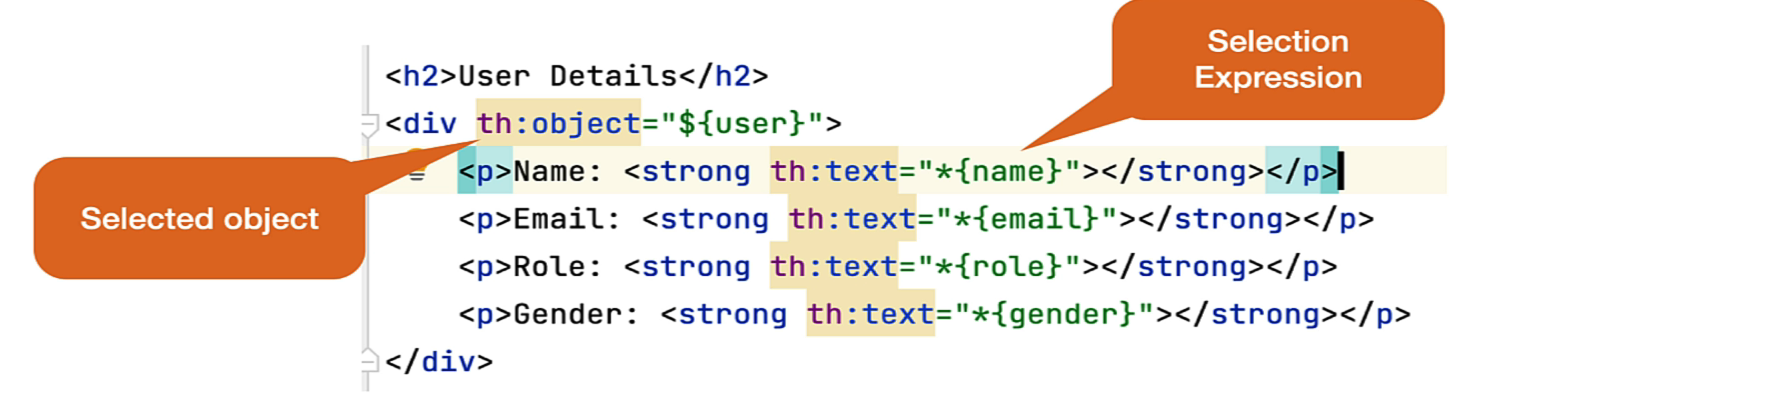 Selection
Expression
<h2>User Details</h2>
<div th:object="${user}">
<p>Name: <strong th:text="*{name}"></strong></p>
Selected object
<p>Email: <strong th:text="*{email}"></strong></p>
<p>Role: <strong th:text="*{role}"></strong></p>
<p>Gender: <strong th:text="*{gender}"></strong></p>
</div>